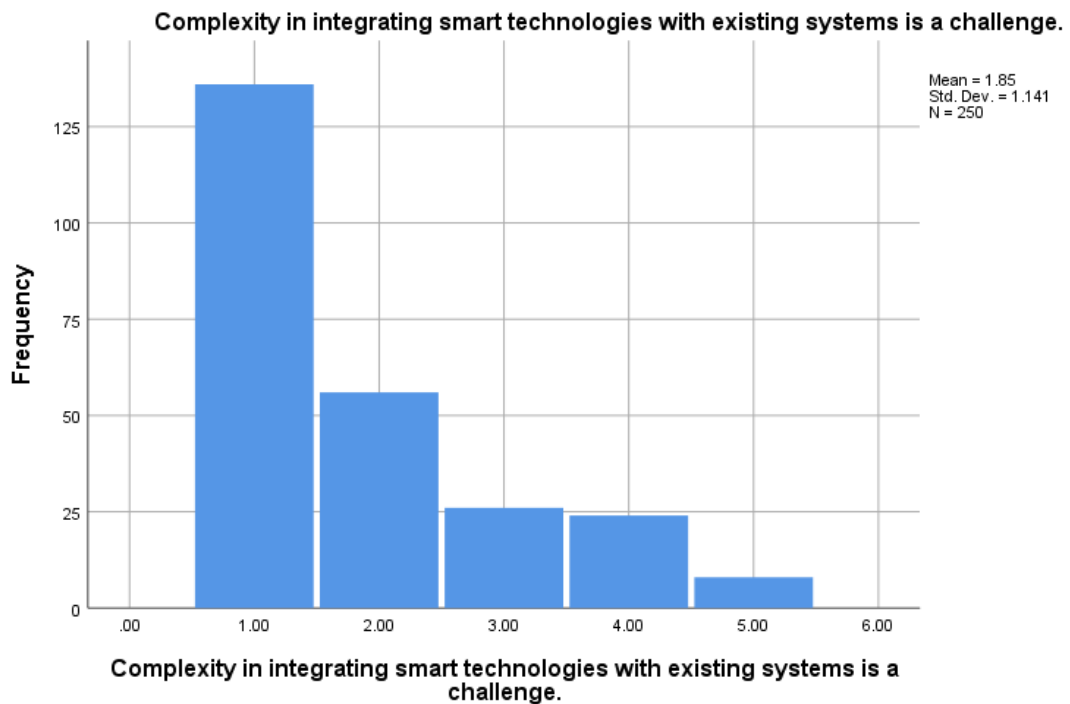 Complexity in integrating smart technologies with existing systems is a challenge.
Mean = 1.85
Std. Dev. = 1.141
N = 250
Frequency
125
100
75
50
25
0
.00 1.00 2.00 3.00 4.00 5.00 6.00
Complexity in integrating smart technologies with existing systems is a
challenge.